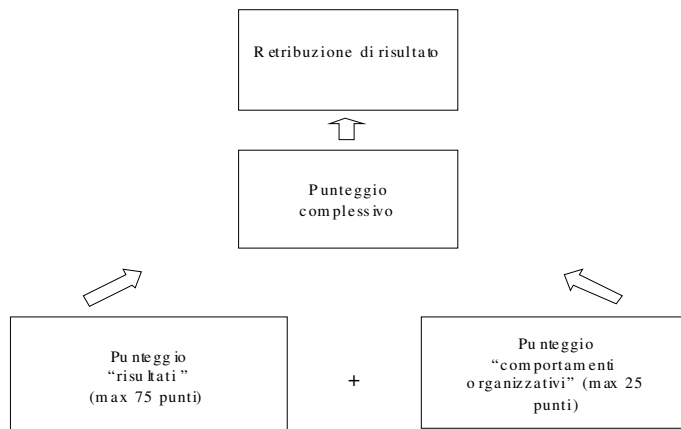 Retribuzione di risultato
Punteggio
complessivo
Punteggio
“risultati”
(max 75 punti)
+
Punteggio
“comportamenti
organizzativi” (max 25
punti)